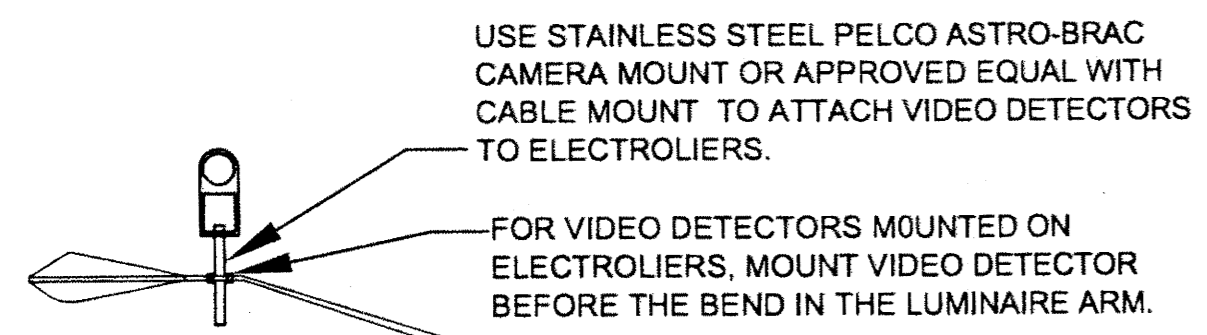 USE STAINLESS STEEL PELCO ASTRO-BRAC
CAMERA MOUNT OR APPROVED EQUAL WITH
CABLE MOUNT TO ATTACH VIDEO DETECTORS
TO ELECTROLIERS.
FOR VIDEO DETECTORS MOUNTED ON
ELECTROLIERS, MOUNT VIDEO DETECTOR
BEFORE THE BEND IN THE LUMINAIRE ARM.